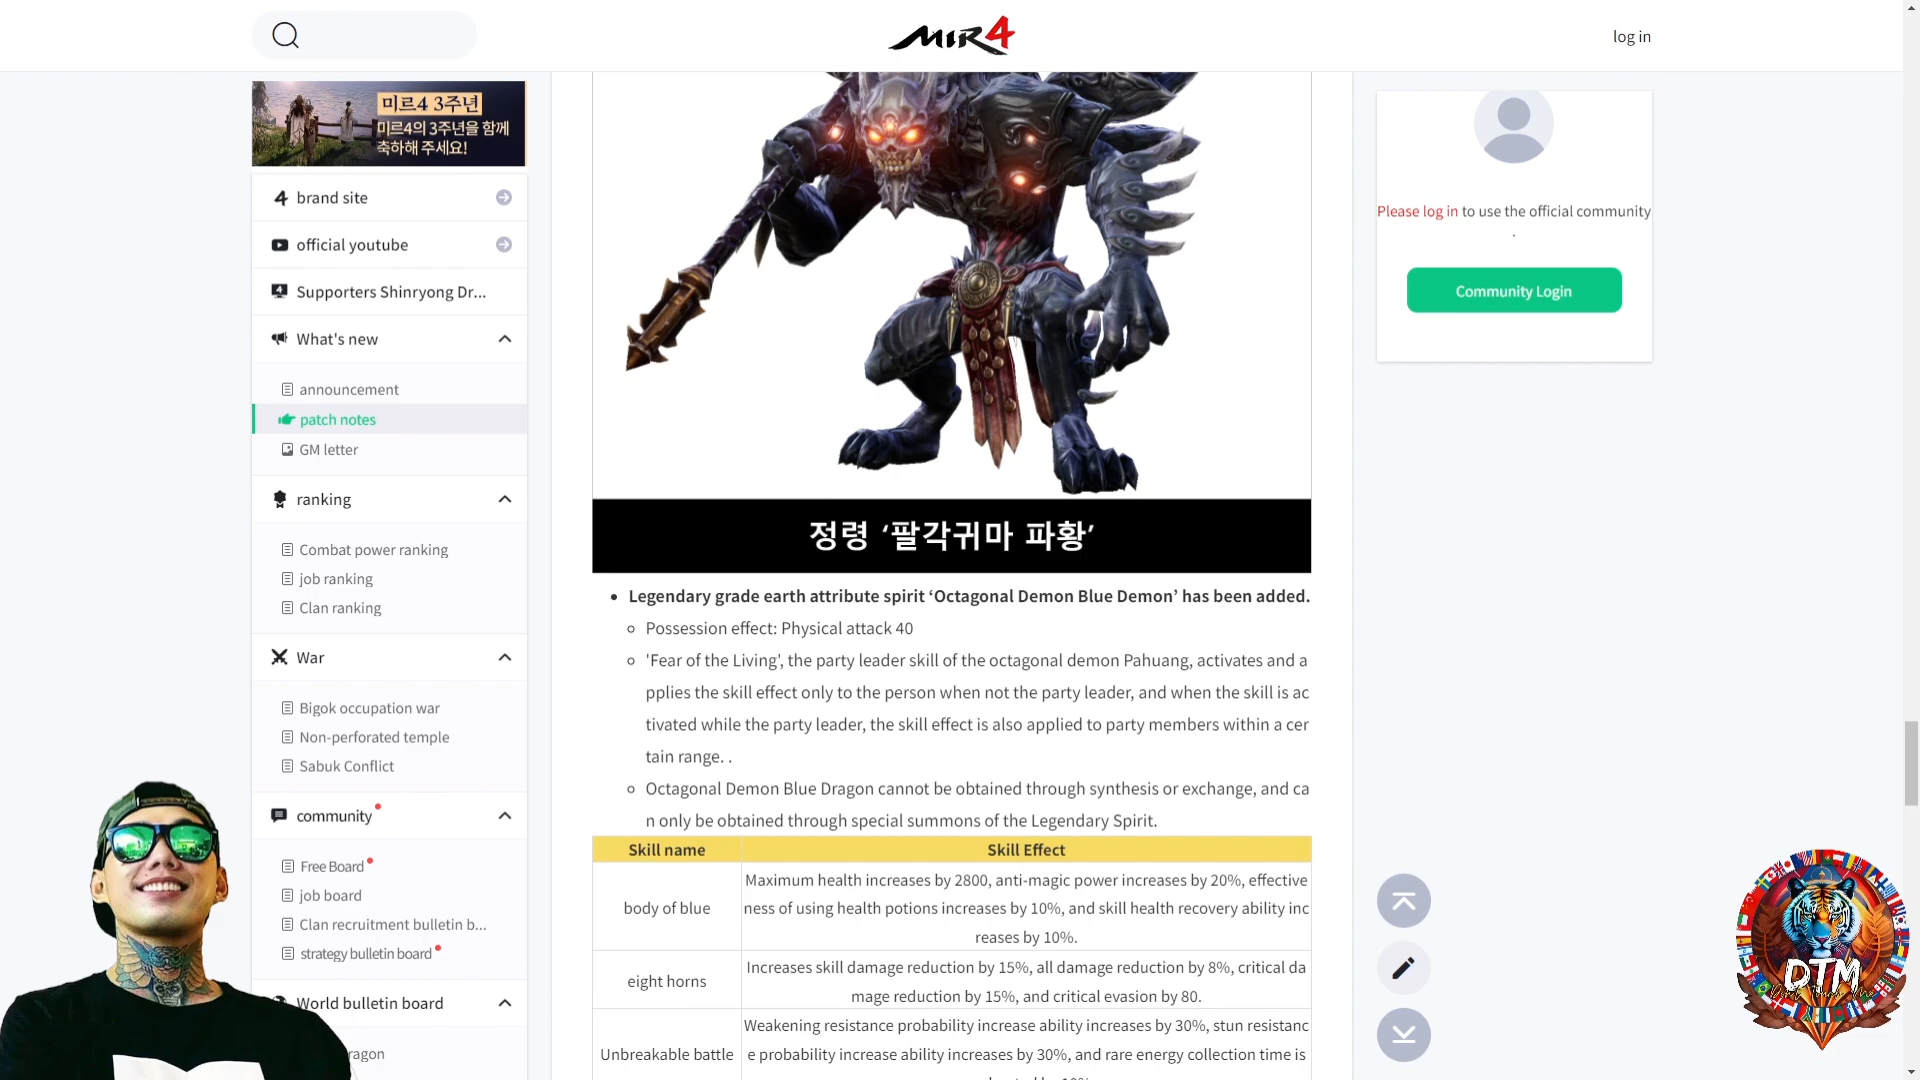 MIR4
log in
미르4 3주년
미르4의 3주년을 함께
축하해 주세요!
brand site
official youtube
Supporters Shinryong Dr...
What's new
announcement
patch notes
GM letter
ranking
Combat power ranking
job ranking
Clan ranking
War
Bigok occupation war
Non-perforated temple
Sabuk Conflict
community
Free Board
job board
Clan recruitment bulletin b...
strategy bulletin board
World bulletin board
정령 ‘팔각귀마 파황’
Legendary grade earth attribute spirit ‘Octagonal Demon Blue Demon’ has been added.
Possession effect: Physical attack 40
'Fear of the Living', the party leader skill of the octagonal demon Pahuang, activates and a
pplies the skill effect only to the person when not the party leader, and when the skill is ac
tivated while the party leader, the skill effect is also applied to party members within a cer
tain range. .
Octagonal Demon Blue Dragon cannot be obtained through synthesis or exchange, and ca
n only be obtained through special summons of the Legendary Spirit.
Skill name Skill Effect
body of blue
Maximum health increases by 2800, anti-magic power increases by 20%, effective
ness of using health potions increases by 10%, and skill health recovery ability inc
reases by 10%.
eight horns
Increases skill damage reduction by 15%, all damage reduction by 8%, critical da
mage reduction by 15%, and critical evasion by 80.
Unbreakable battle
Weakening resistance probability increase ability increases by 30%, stun resistanc
e probability increase ability increases by 30%, and rare energy collection time is
Please log in to use the official community
.
Community Login
DTM